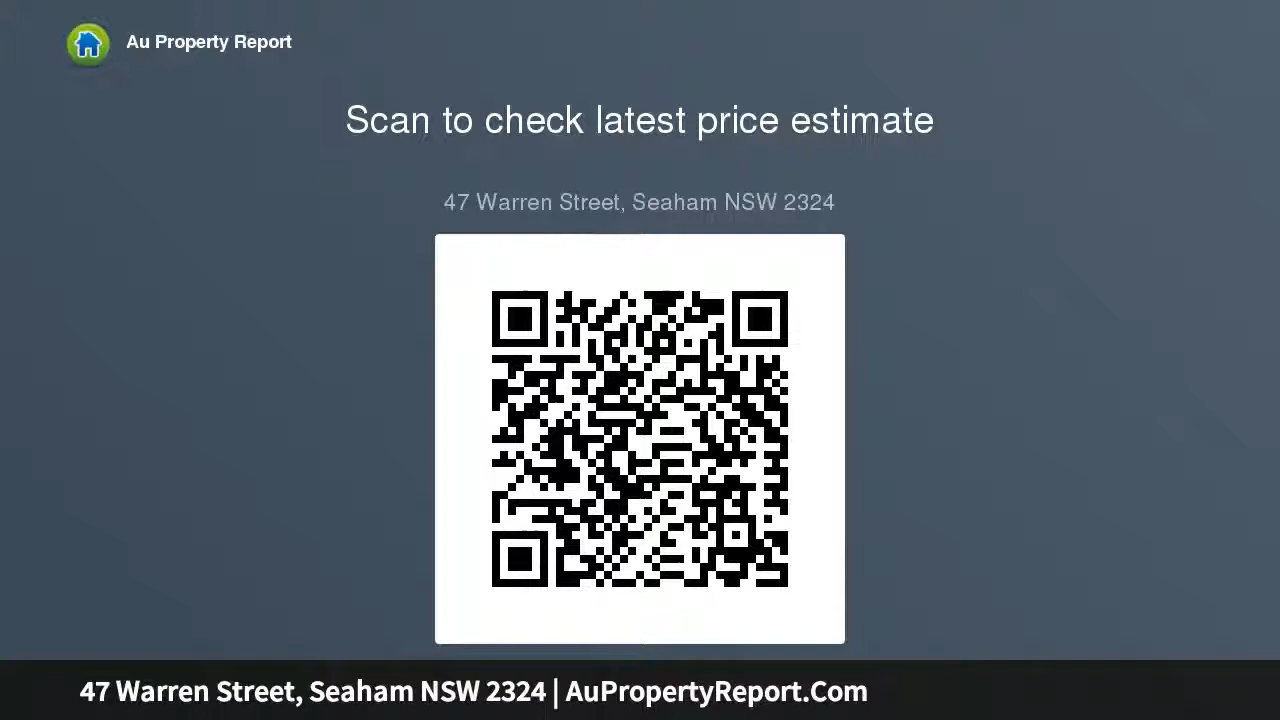 Au Property Report
Scan to check latest price estimate
47 Warren Street, Seaham NSW 2324
47 Warren Street, Seaham NSW 2324 | AuPropertyReport.Com